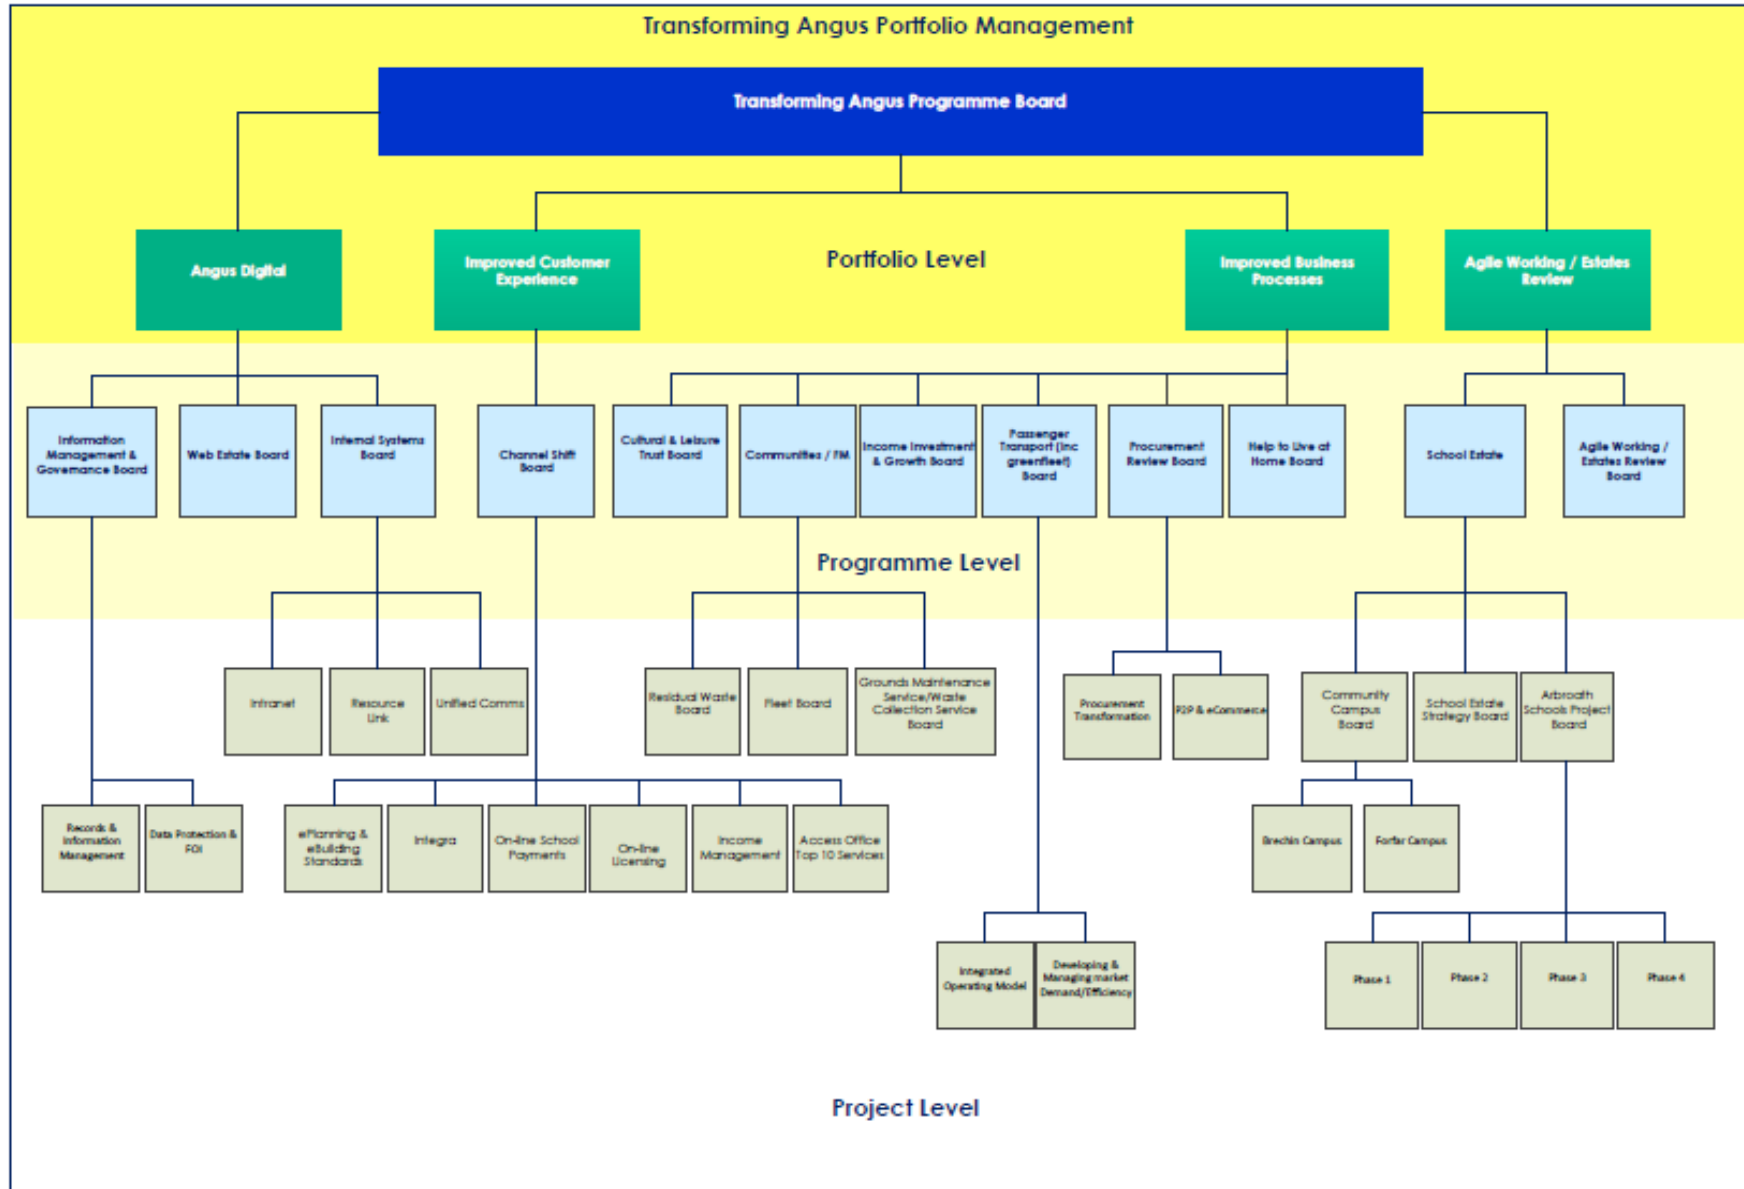 Transforming Angus Portfolio Management
Transforming Angus Programme Board
Angus Digital
Improved Customer
Experience
Portfolio Level
Improved Business
Processes
Agile Working / Estates
Review
Information
Management &
Governance Board
Web Estate Board
Internal Systems
Board
Channel Shift
Board
Cultural & Leisure
Trust Board
Communities / FM
Income Investment
& Growth Board
Passenger
Transport (inc
greenfleet)
Board
Procurement
Review Board
Help to Live at
Home Board
School Estate
Agile Working /
Estates Review
Board
Programme Level
Intranet
Resource
Link
Unified Comms
Residual Waste
Board
Fleet Board
Grounds Maintenance
Service/Waste
Collection Service
Board
Procurement
Transformation
P2P & eCommerce
Community
Campus
Board
School Estate
Strategy Board
Arbroath
Schools Project
Board
Records &
Information
Management
Data Protection &
FOI
ePlanning &
eBuilding
Standards
Integra
On-line School
Payments
On-line
Licensing
Income
Management
Access Office
Top 10 Services
Brechin Campus
Forfar Campus
Integrated
Operating Model
Developing &
Managing market
Demand/Efficiency
Phase 1
Phase 2
Phase 3
Phase 4
Project Level